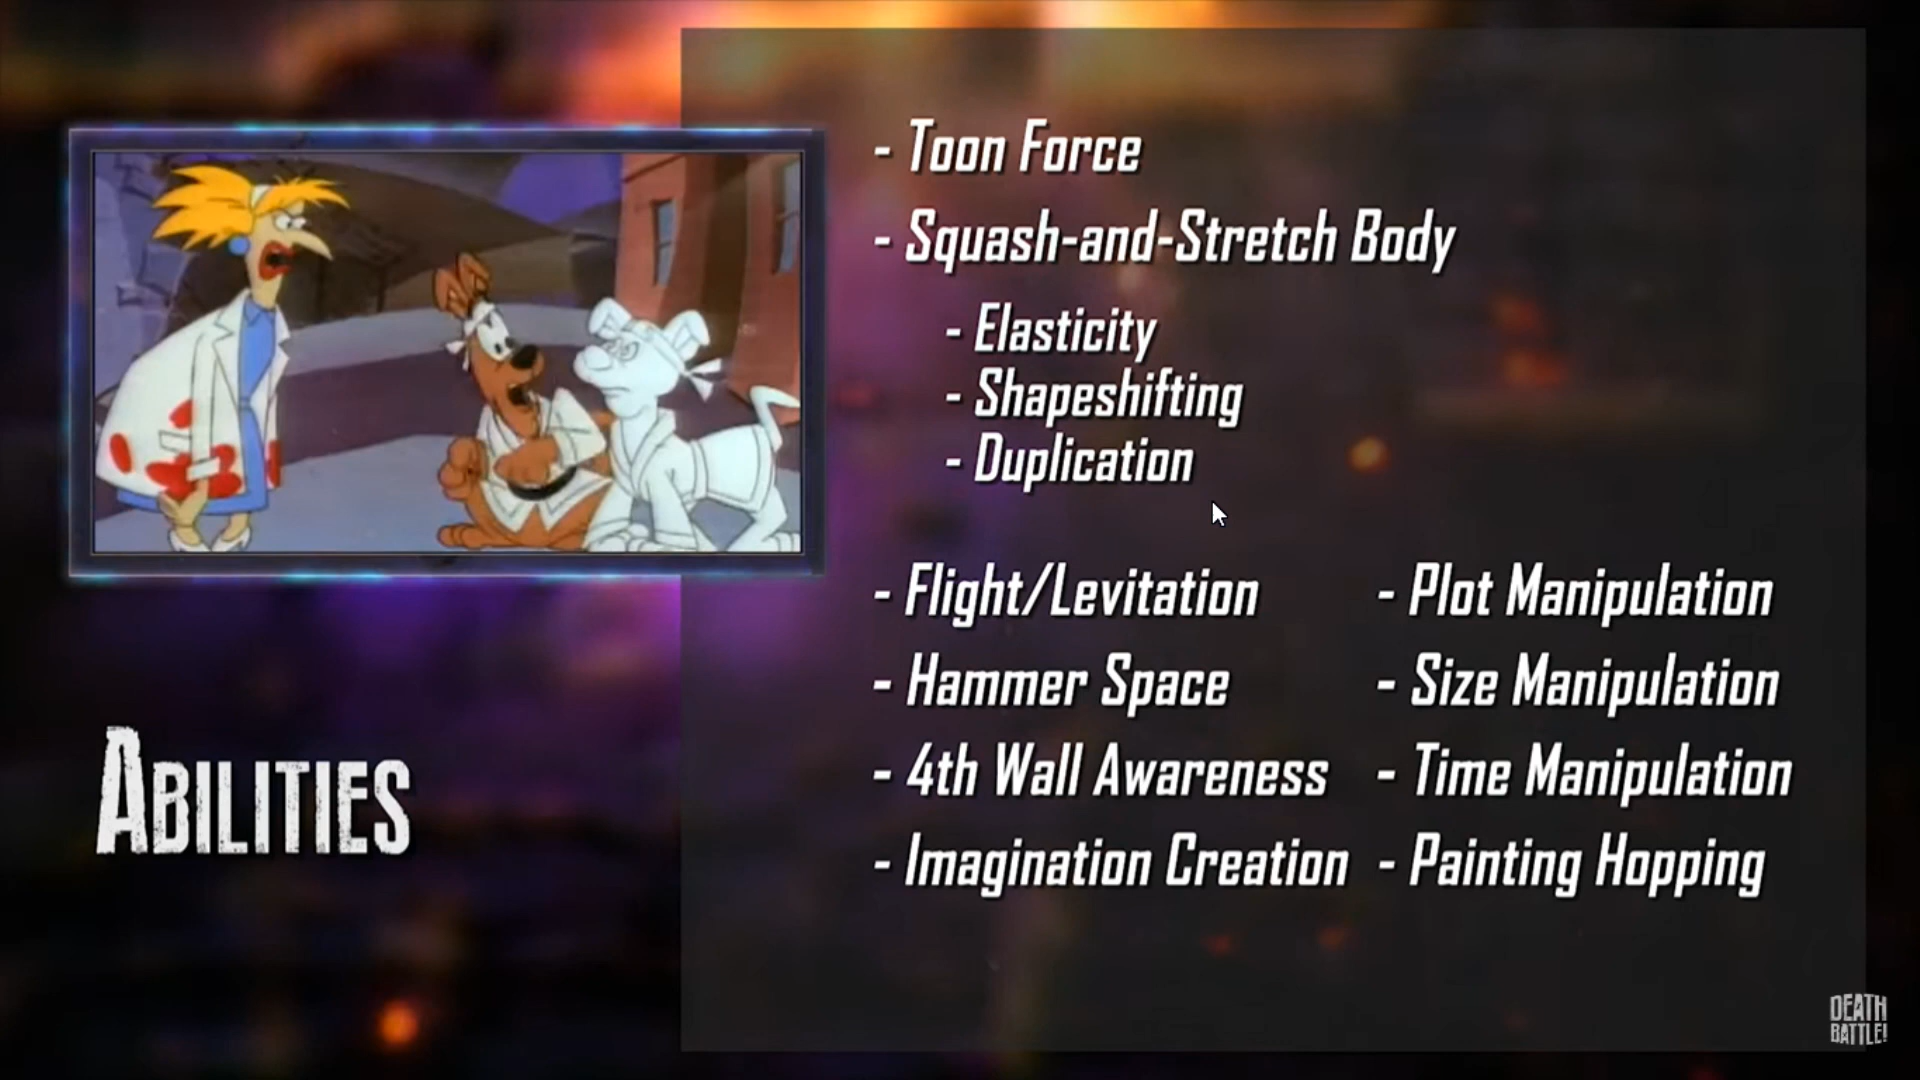 - Toon Force
- Squash-and-Stretch Body
- Elasticity
- Shapeshifting
- Duplication
- Flight/Levitation
- Hammer Space
- 4th Wall Awareness
- Imagination Creation
- Plot Manipulation
- Size Manipulation
- Time Manipulation
- Painting Hopping
ABILITIES
DEATH
BATTLE!